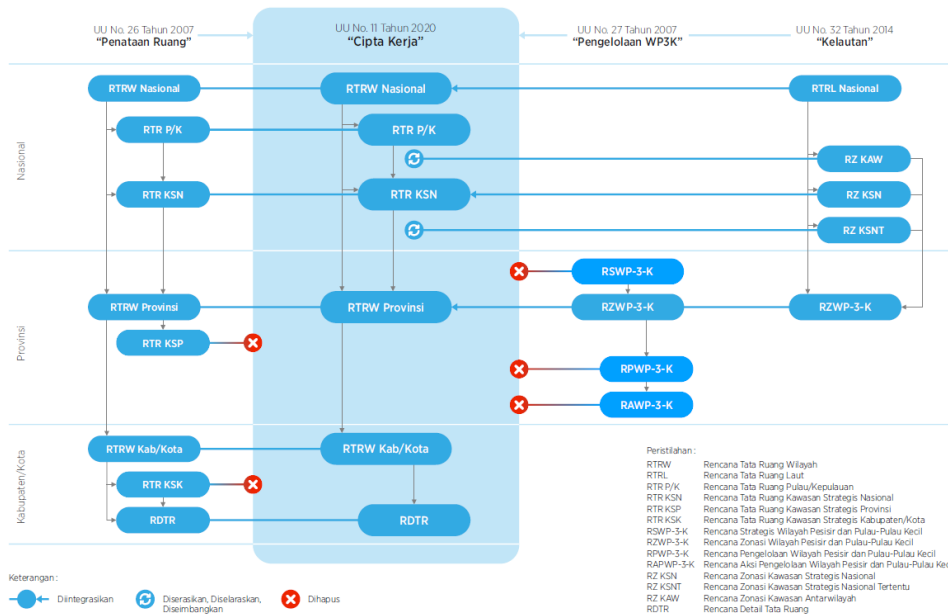 UU No. 26 Tahun 2007
"Penataan Ruang"
UU No. 11 Tahun 2020
"Cipta Kerja"
UU No. 27 Tahun 2007
"Pengelolaan WP3K"
UU No. 32 Tahun 2014
"Kelautan"
Nasional
RTRW Nasional
RTRW Nasional
RTRL Nasional
RTR P/K
RTR P/K
RZ KAW
RTR KSN
RTR KSN
RZ KSN
RZ KSNT
Provinsi
RSWP-3-K
RTRW Provinsi
RTRW Provinsi
RZWP-3-K
RZWP-3-K
RTR KSP
RPWP-3-K
RAWP-3-K
Kabupaten/Kota
RTRW Kab/Kota
RTRW Kab/Kota
RTR KSK
RDTR
RDTR
Peristilahan :
RTRW Rencana Tata Ruang Wilayah
RTRL Rencana Tata Ruang Laut
RTR P/K Rencana Tata Ruang Pulau/Kepulauan
RTR KSN Rencana Tata Ruang Kawasan Strategis Nasional
RTR KSP Rencana Tata Ruang Kawasan Strategis Provinsi
RTR KSK Rencana Tata Ruang Kawasan Strategis Kabupaten/Kota
RSWP-3-K Rencana Strategis Wilayah Pesisir dan Pulau-Pulau Kecil
RZWP-3-K Rencana Zonasi Wilayah Pesisir dan Pulau-Pulau Kecil
RPWP-3-K Rencana Pengelolaan Wilayah Pesisir dan Pulau-Pulau Kecil
RAPWP-3-K Rencana Aksi Pengelolaan Wilayah Pesisir dan Pulau-Pulau Kec
RZ KSN Rencana Zonasi Kawasan Strategis Nasional
RZ KSNT Rencana Zonasi Kawasan Strategis Nasional Tertentu
RZ KAW Rencana Zonasi Kawasan Antarwilayah
RDTR Rencana Detail Tata Ruang
Keterangan :
Diintegrasikan
Diserasikan, Diselaraskan,
Diseimbangkan
Dihapus